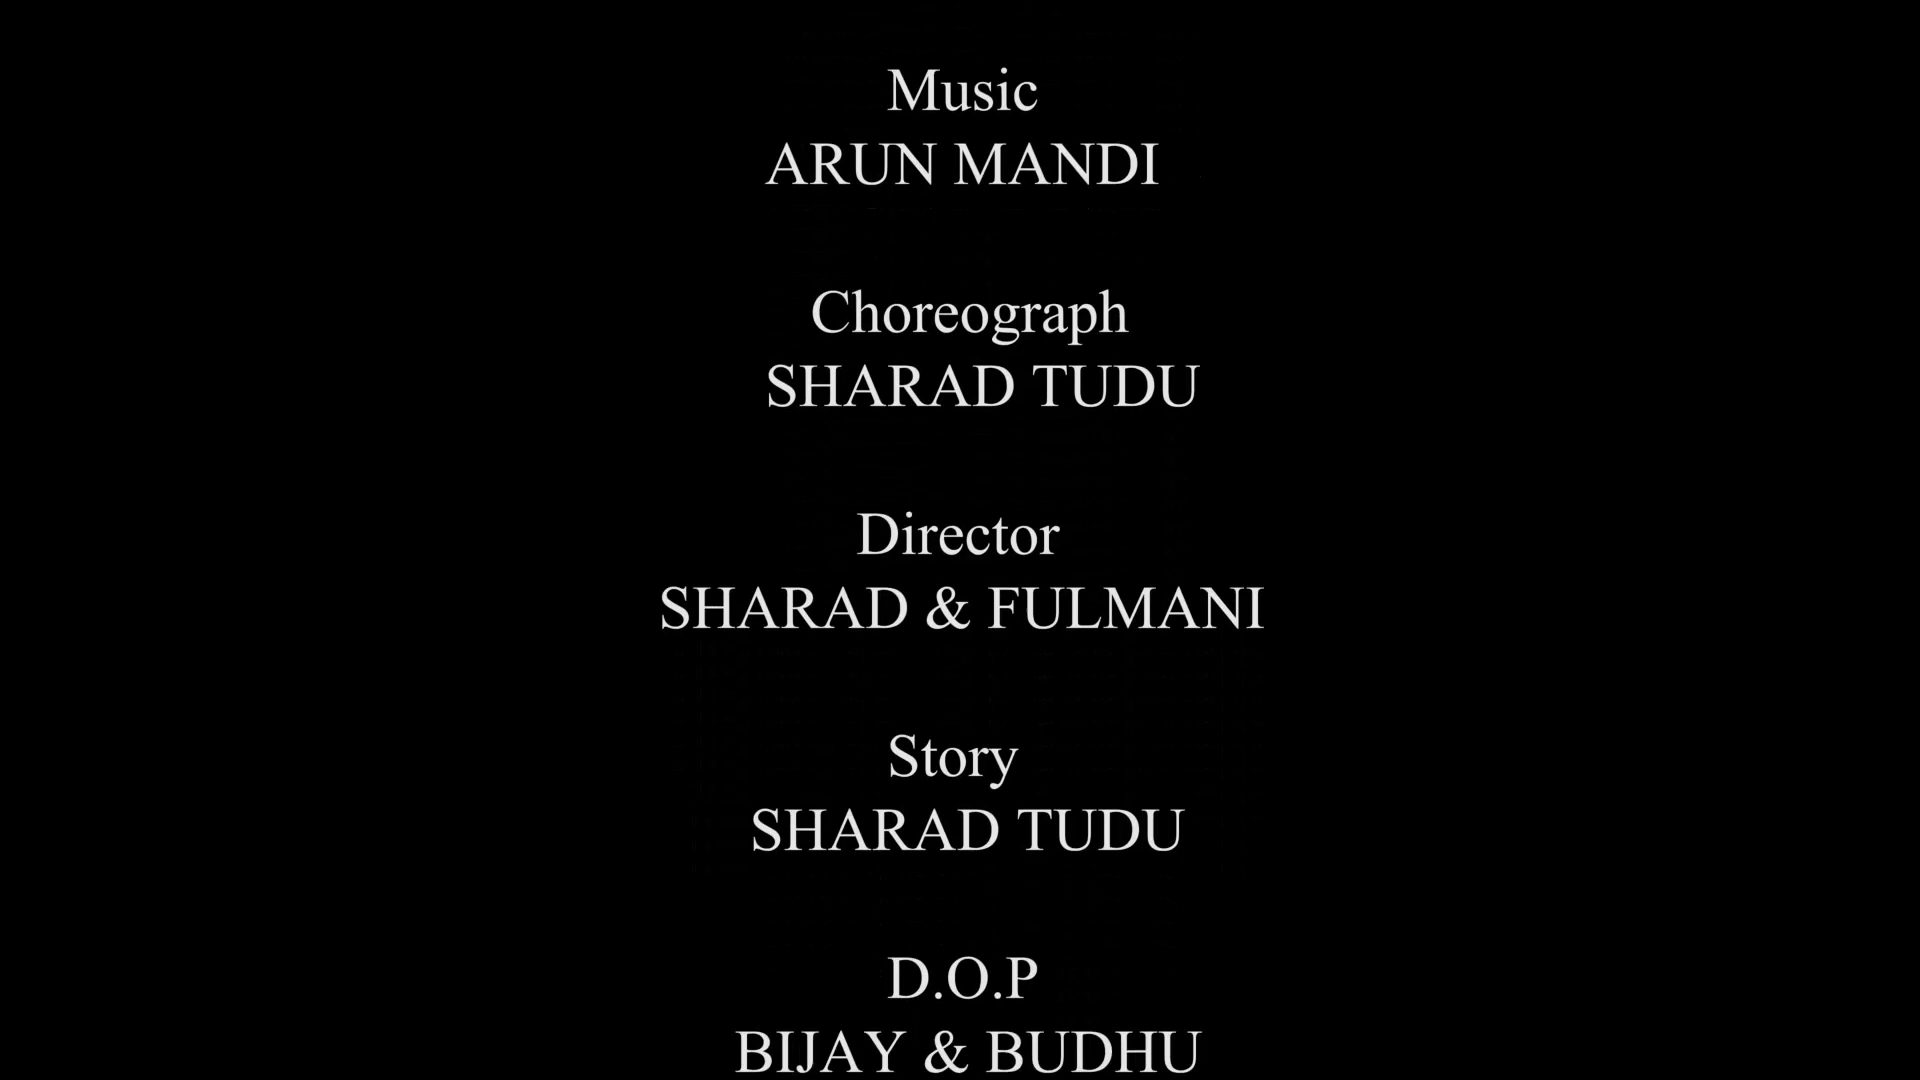 Music
ARUN MANDI
Choreograph
SHARAD TUDU
Director
SHARAD & FULMANI
Story
SHARAD TUDU
D.O.P
BIJAY & BUDHU